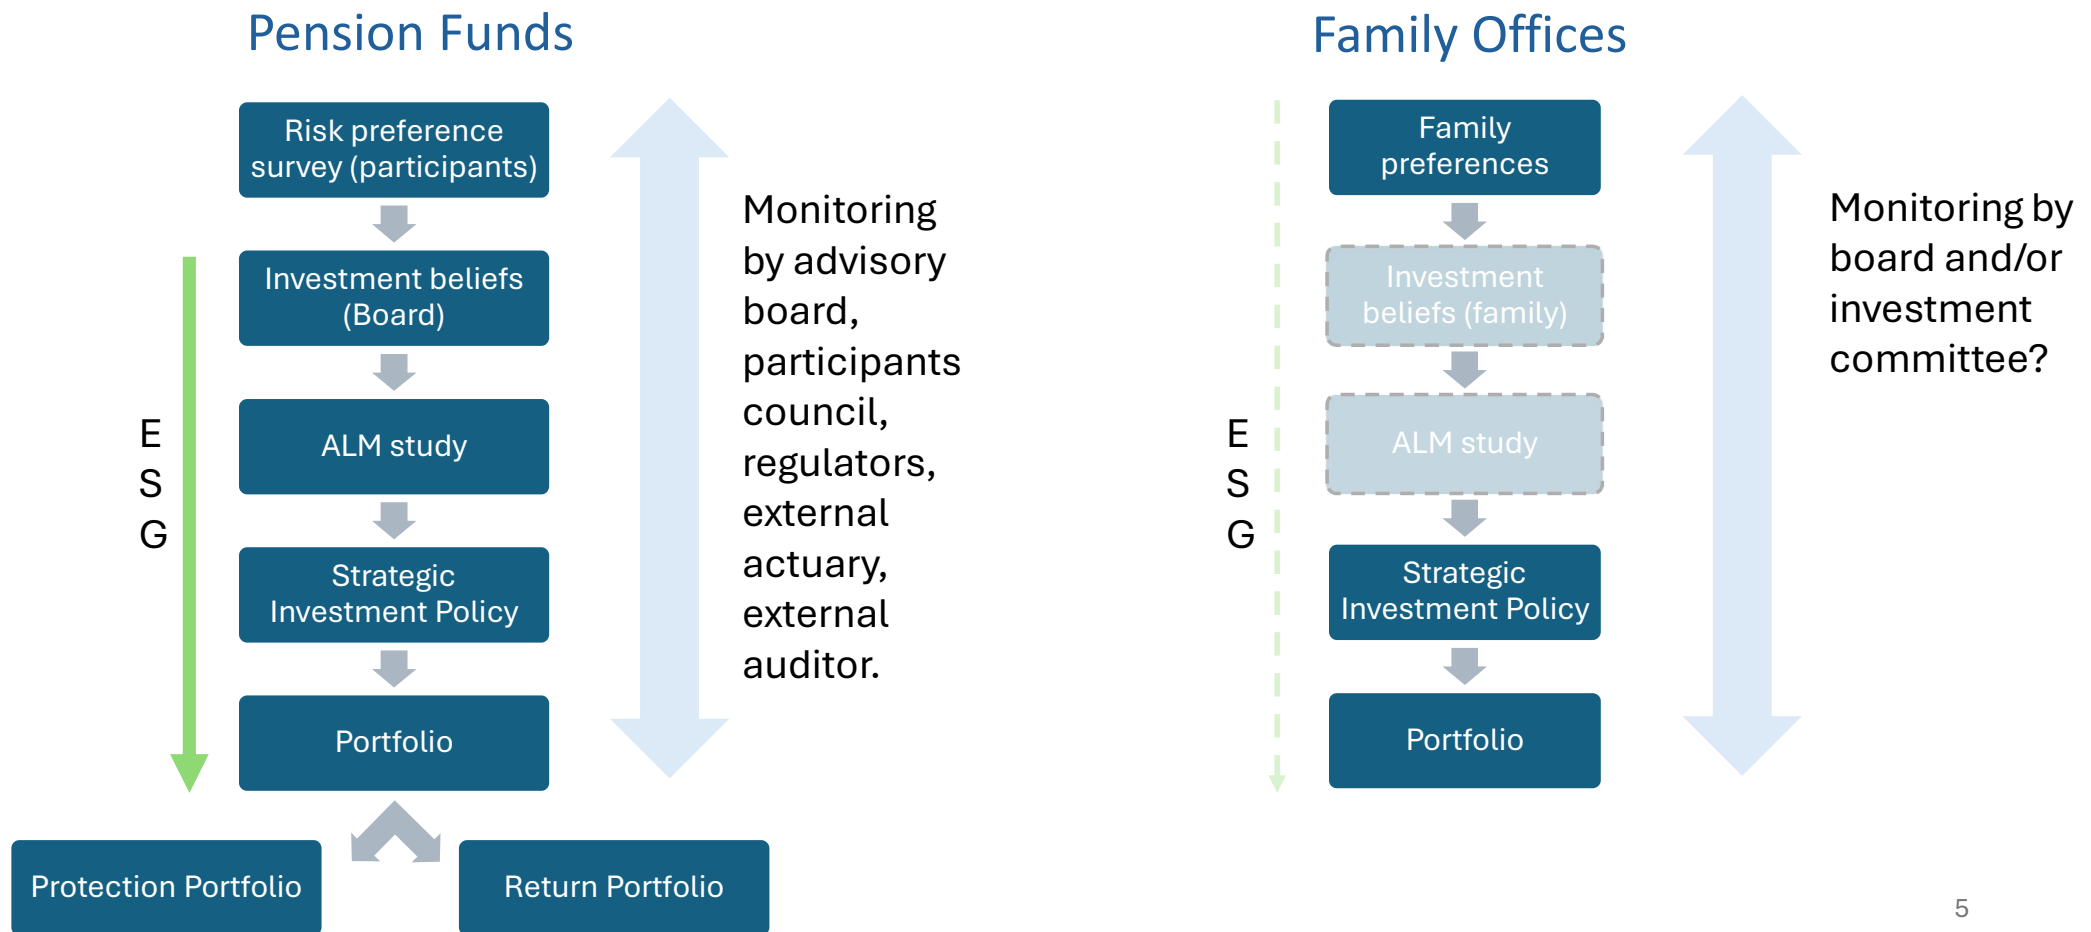 Pension Funds
Risk preference
survey (participants)
Investment beliefs
(Board)
ALM study
Strategic
Investment Policy
Portfolio
Protection Portfolio
Return Portfolio
E
S
G
Monitoring
by advisory
board,
participants
council,
regulators,
external
actuary,
external
auditor.
Family Offices
Family
preferences
Investment
beliefs (family)
ALM study
Strategic
Investment Policy
Portfolio
E
S
G
Monitoring by
board and/or
investment
committee?
5